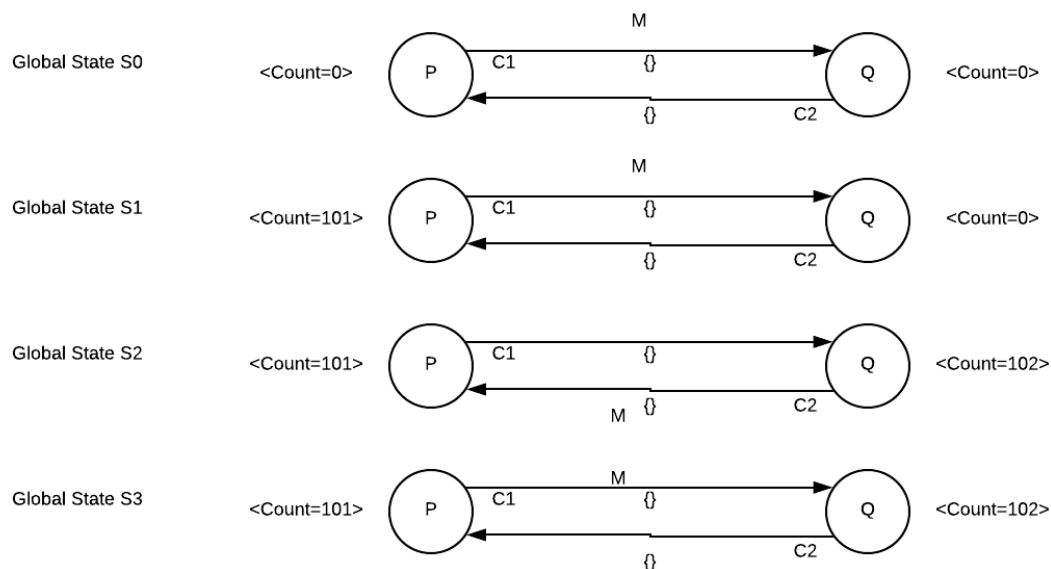 M
Global State S0
<Count=0>
P
C1
{}
Q
<Count=0>
{}
C2
M
Global State S1
<Count=101>
P
C1
{}
Q
<Count=0>
{}
C2
Global State S2
<Count=101>
P
C1
{}
Q
<Count=102>
M
{}
C2
M
Global State S3
<Count=101>
P
C1
{}
Q
<Count=102>
{}
C2